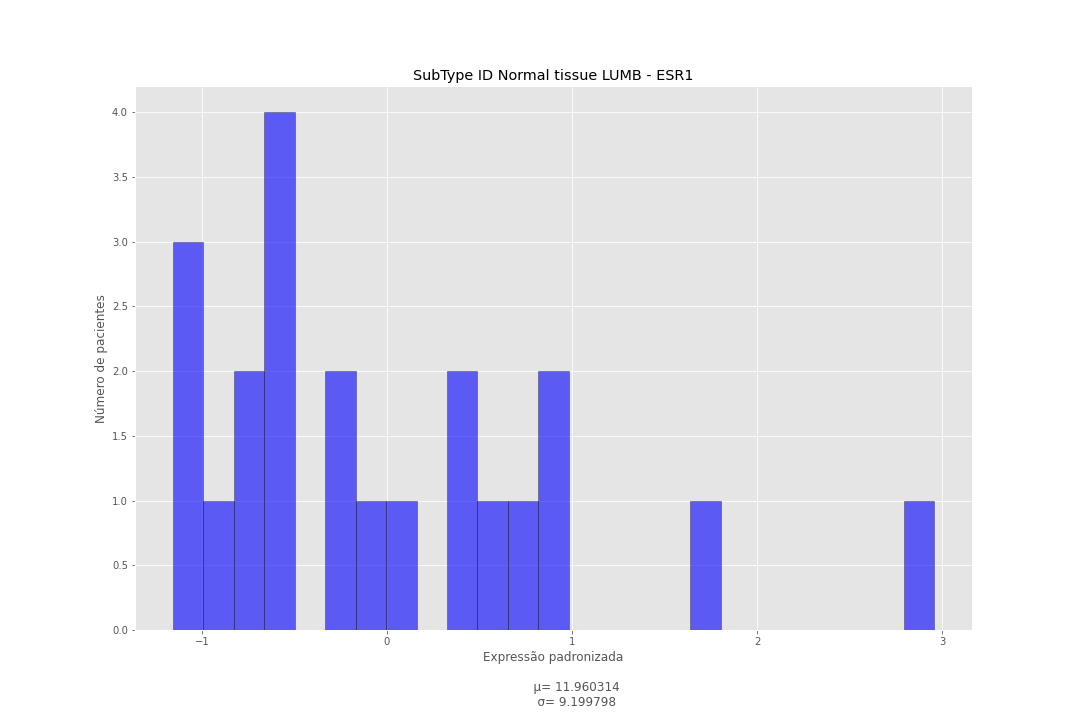 SubType ID Normal tissue LUMB - ESR1
4.0
3.5
3.0
2.5
2.0
1.5
1.0
0.5
0.0
Número de pacientes
−1 0 1 2 3
Expressão padronizada
μ= 11.960314
σ= 9.199798